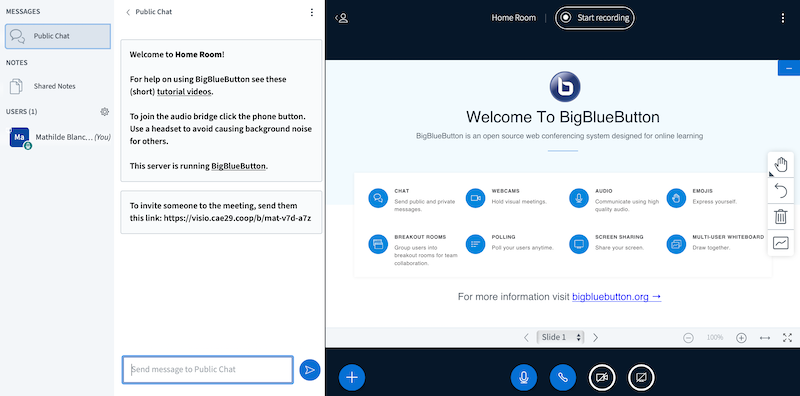 MESSAGES
Public Chat
NOTES
Shared Notes
USERS (1)
Ma
Mathilde Blanc... (You)
Public Chat
Welcome to Home Room!
For help on using BigBlueButton see these
(short) tutorial videos.
To join the audio bridge click the phone button.
Use a headset to avoid causing background noise
for others.
This server is running BigBlueButton.
To invite someone to the meeting, send them
this link: https://visio.cae29.coop/b/mat-v7d-a7z
Send message to Public Chat
Home Room
Start recording
b
Welcome To BigBlueButton
BigBlueButton is an open source web conferencing system designed for online learning
CHAT
Send public and private
messages.
WEBCAMS
Hold visual meetings.
AUDIO
Communicate using high
quality audio.
EMOJIS
Express yourself.
BREAKOUT ROOMS
Group users into
breakout rooms for team
collaboration.
POLLING
Poll your users anytime.
SCREEN SHARING
Share your screen.
MULTI-USER WHITEBOARD
Draw together.
For more information visit bigbluebutton.org →
Slide 1
100%